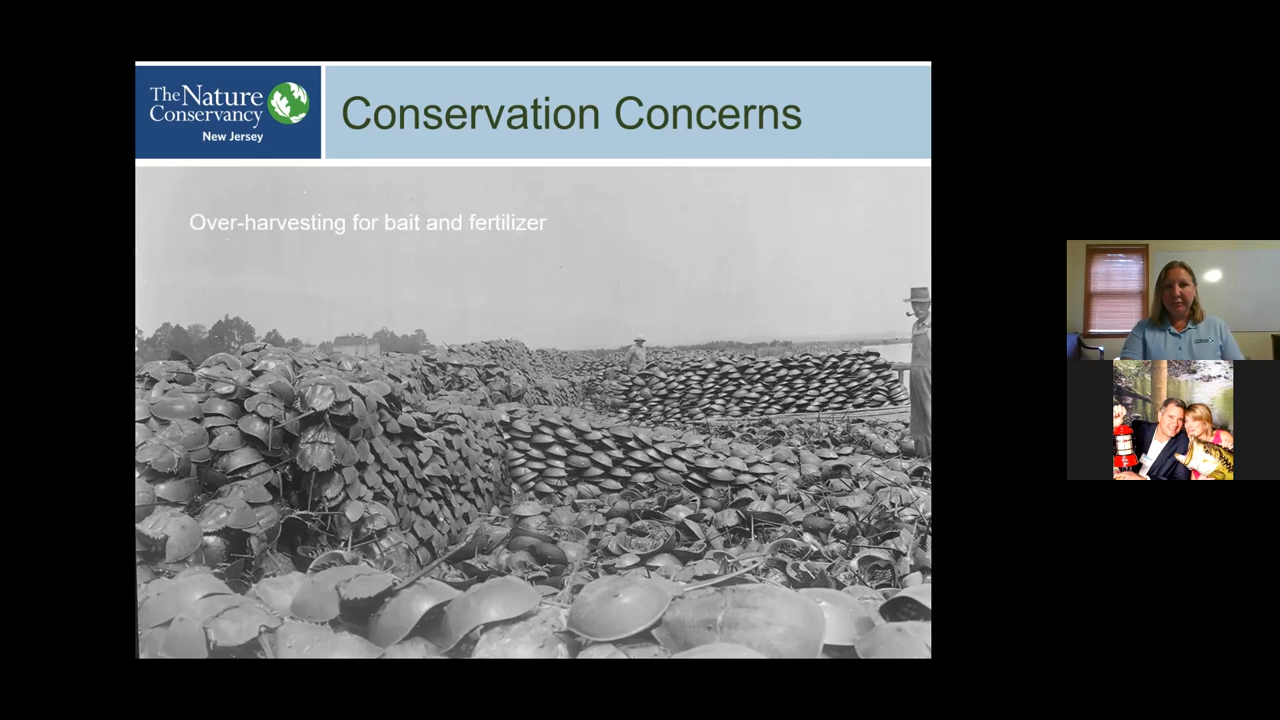 The Nature
Conservancy
New Jersey
Conservation Concerns
Over-harvesting for bait and fertilizer